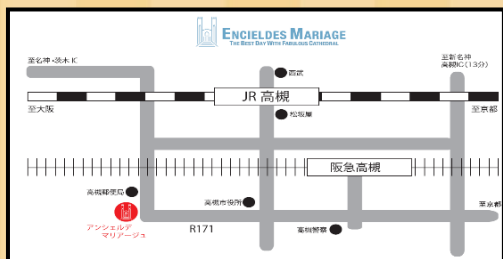 ENCIELDES MARIAGE
THE BEST DAY WITH FABULOUS CATHEDRAL
至名神・茨木IC
西武
至新名神
高槻IC(13分)
JR 高槻
至大阪
松坂屋
至京都
阪急高槻
高槻郵便局
高槻市役所
至京都
アンシェルデ
マリアージュ
R171
高槻警察